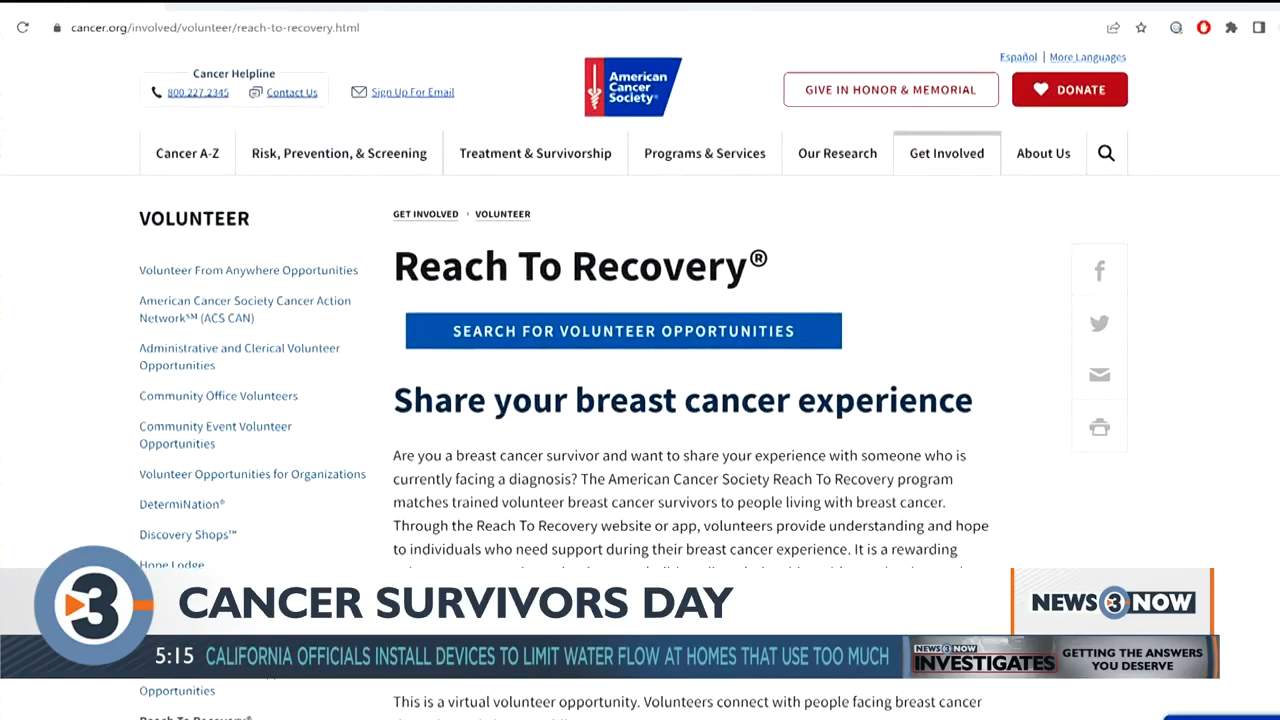 cancer.org/involved/volunteer/reach-to-recovery.html
Español | More Languages
Cancer Helpline
800.227.2345 Contact Us Sign Up For Email
American
Cancer
Society®
GIVE IN HONOR & MEMORIAL
DONATE
Cancer A-Z Risk, Prevention, & Screening Treatment & Survivorship Programs & Services Our Research Get Involved About Us
VOLUNTEER
Volunteer From Anywhere Opportunities
American Cancer Society Cancer Action
Network℠ (ACS CAN)
Administrative and Clerical Volunteer
Opportunities
Community Office Volunteers
Community Event Volunteer
Opportunities
Volunteer Opportunities for Organizations
DetermiNation®
Discovery Shops™
Hope Lodge
GET INVOLVED › VOLUNTEER
Reach To Recovery®
SEARCH FOR VOLUNTEER OPPORTUNITIES
Share your breast cancer experience
Are you a breast cancer survivor and want to share your experience with someone who is
currently facing a diagnosis? The American Cancer Society Reach To Recovery program
matches trained volunteer breast cancer survivors to people living with breast cancer.
Through the Reach To Recovery website or app, volunteers provide understanding and hope
to individuals who need support during their breast cancer experience. It is a rewarding
3
CANCER SURVIVORS DAY
NEWS 3 NOW
5:15 CALIFORNIA OFFICIALS INSTALL DEVICES TO LIMIT WATER FLOW AT HOMES THAT USE TOO MUCH
NEWS 3 NOW
INVESTIGATES
GETTING THE ANSWERS
YOU DESERVE
Opportunities
Reach To Recovery®
This is a virtual volunteer opportunity. Volunteers connect with people facing breast cancer